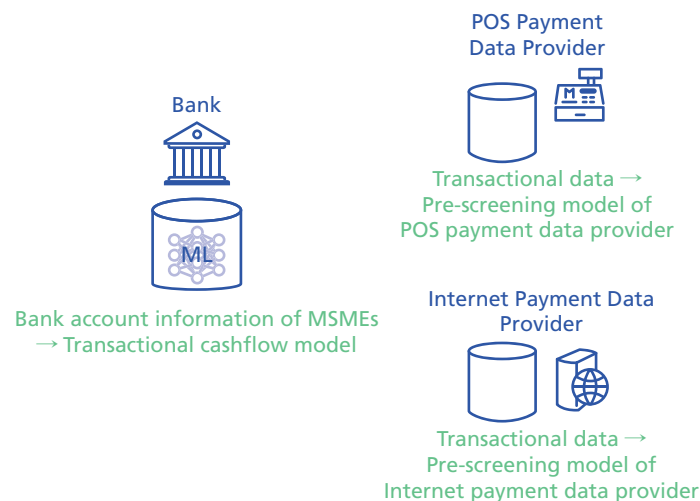 Bank
ML
Bank account information of MSMEs
→ Transactional cashflow model
POS Payment
Data Provider
M
Transactional data →
Pre-screening model of
POS payment data provider
Internet Payment Data
Provider
Transactional data →
Pre-screening model of
Internet payment data provider